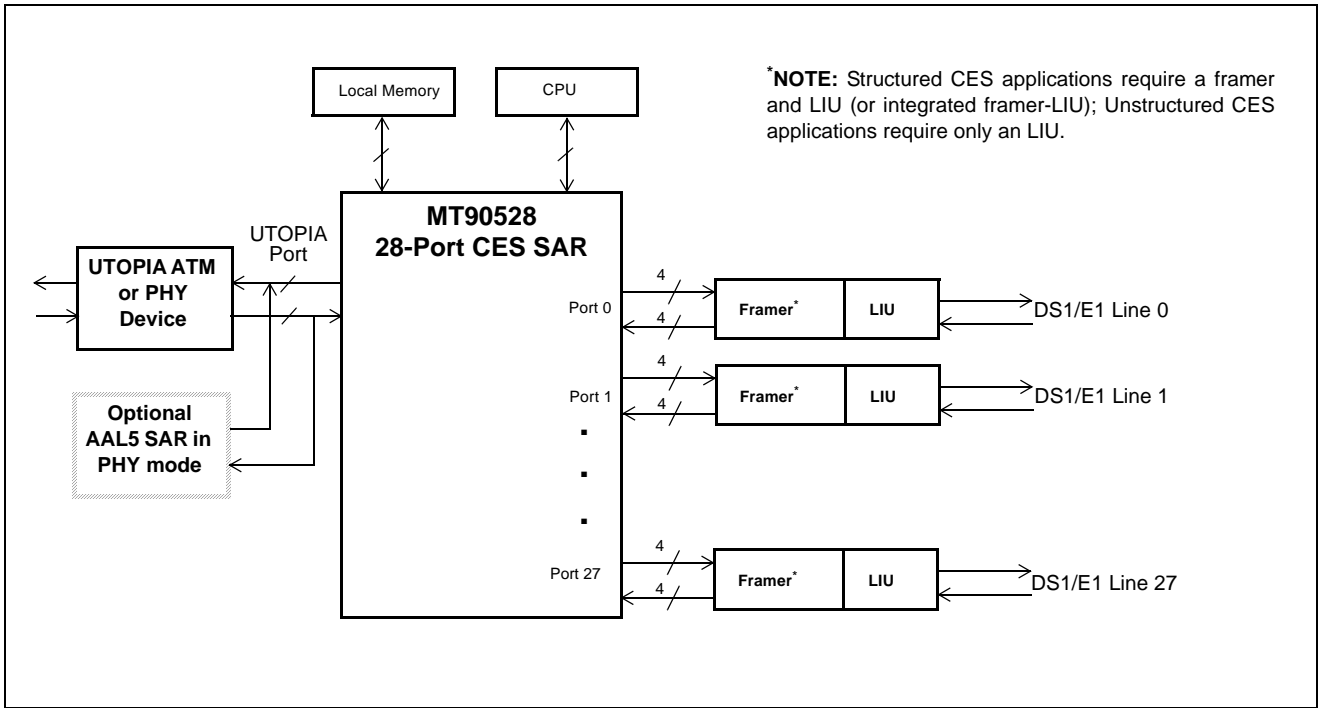 Local Memory
CPU
*NOTE: Structured CES applications require a framer
and LIU (or integrated framer-LIU); Unstructured CES
applications require only an LIU.
MT90528
28-Port CES SAR
UTOPIA
Port
UTOPIA ATM
or PHY
Device
Optional
AAL5 SAR in
PHY mode
Port 0
4
4
Framer*
LIU
DS1/E1 Line 0
Port 1
4
4
Framer*
LIU
DS1/E1 Line 1
Port 27
4
4
Framer*
LIU
DS1/E1 Line 27